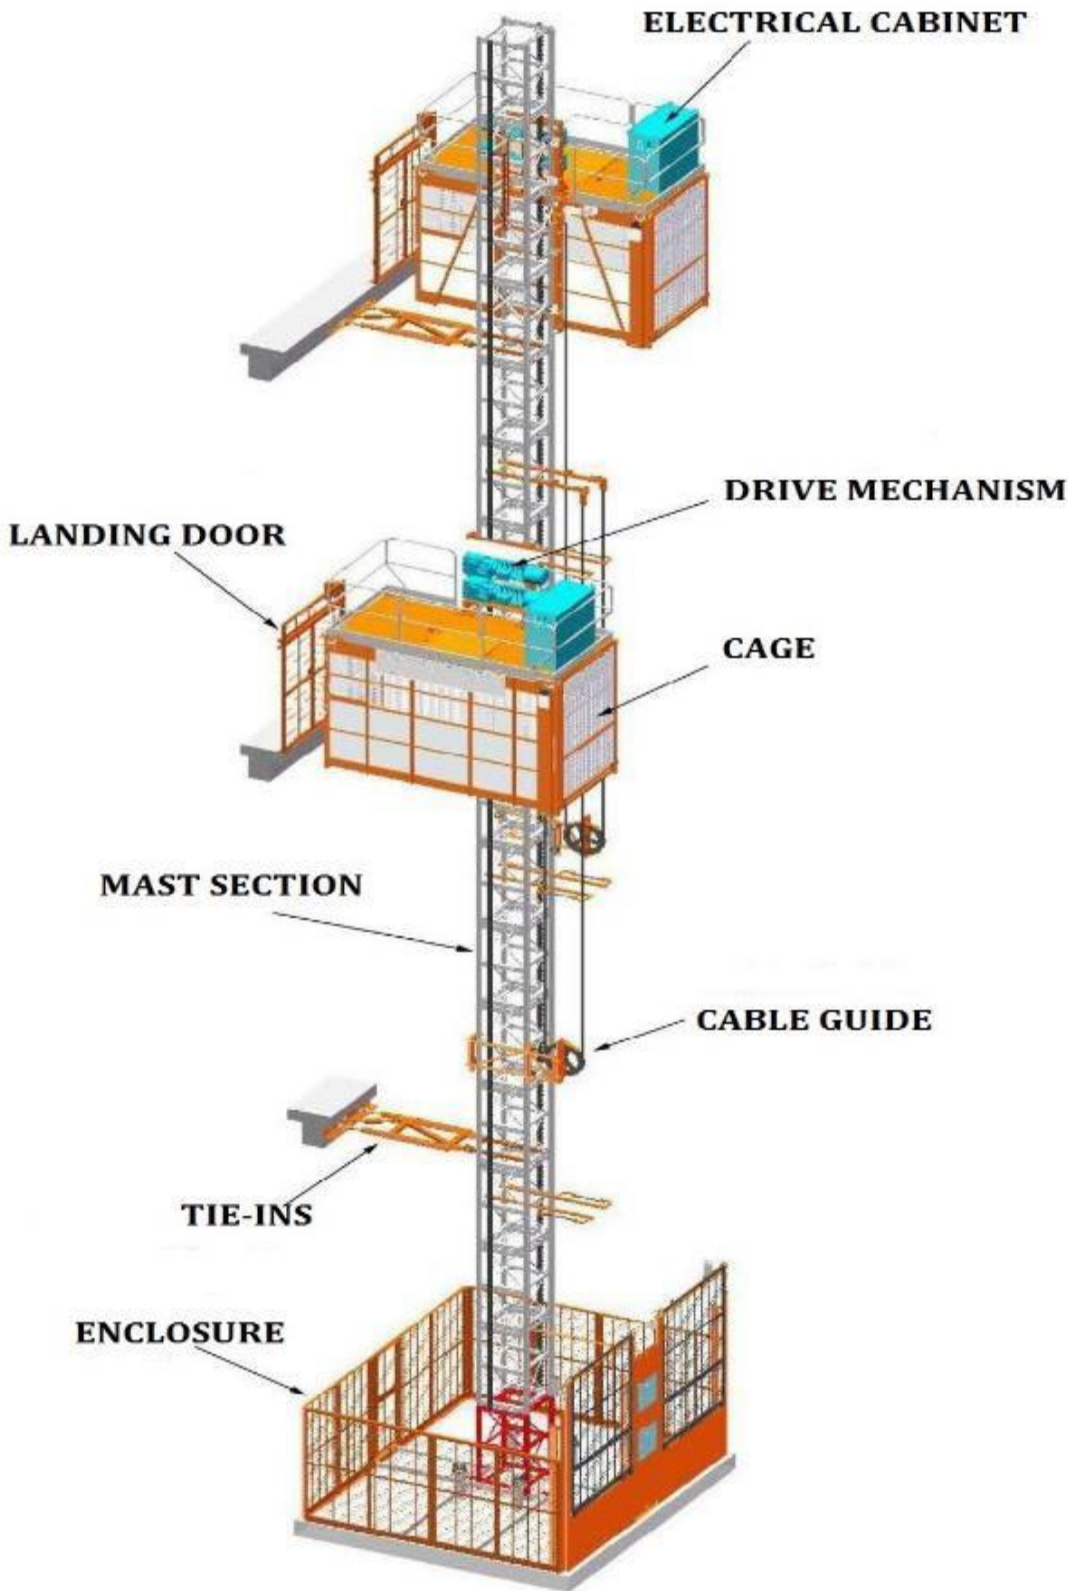 ELECTRICAL CABINET
DRIVE MECHANISM
LANDING DOOR
CAGE
MAST SECTION
CABLE GUIDE
TIE-INS
ENCLOSURE